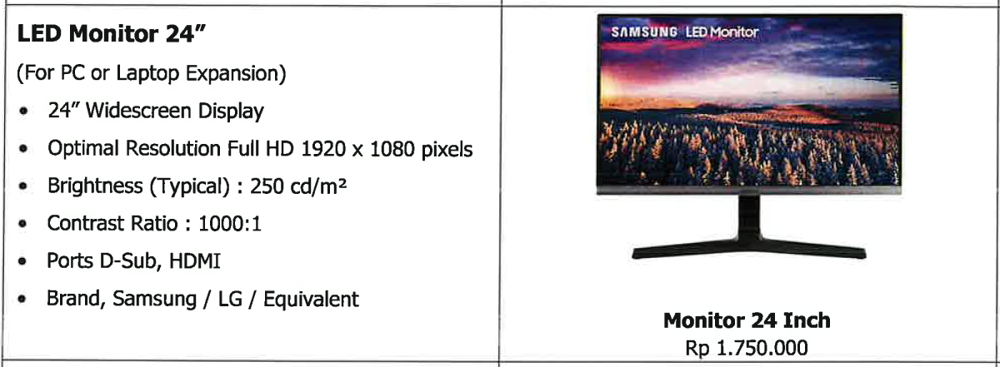 LED Monitor 24”
(For PC or Laptop Expansion)
• 24” Widescreen Display
• Optimal Resolution Full HD 1920 x 1080 pixels
• Brightness (Typical) : 250 cd/m²
• Contrast Ratio : 1000:1
• Ports D-Sub, HDMI
• Brand, Samsung / LG / Equivalent
SAMSUNG LED Monitor
Monitor 24 Inch
Rp 1.750.000